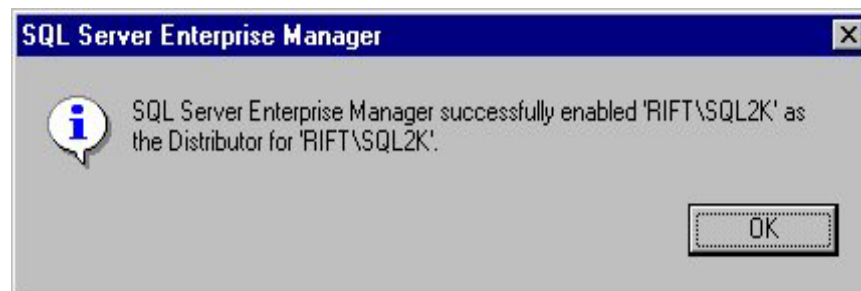 SQL Server Enterprise Manager
SQL Server Enterprise Manager successfully enabled 'RIFT\SQL2K' as
the Distributor for 'RIFT\SQL2K'.
OK